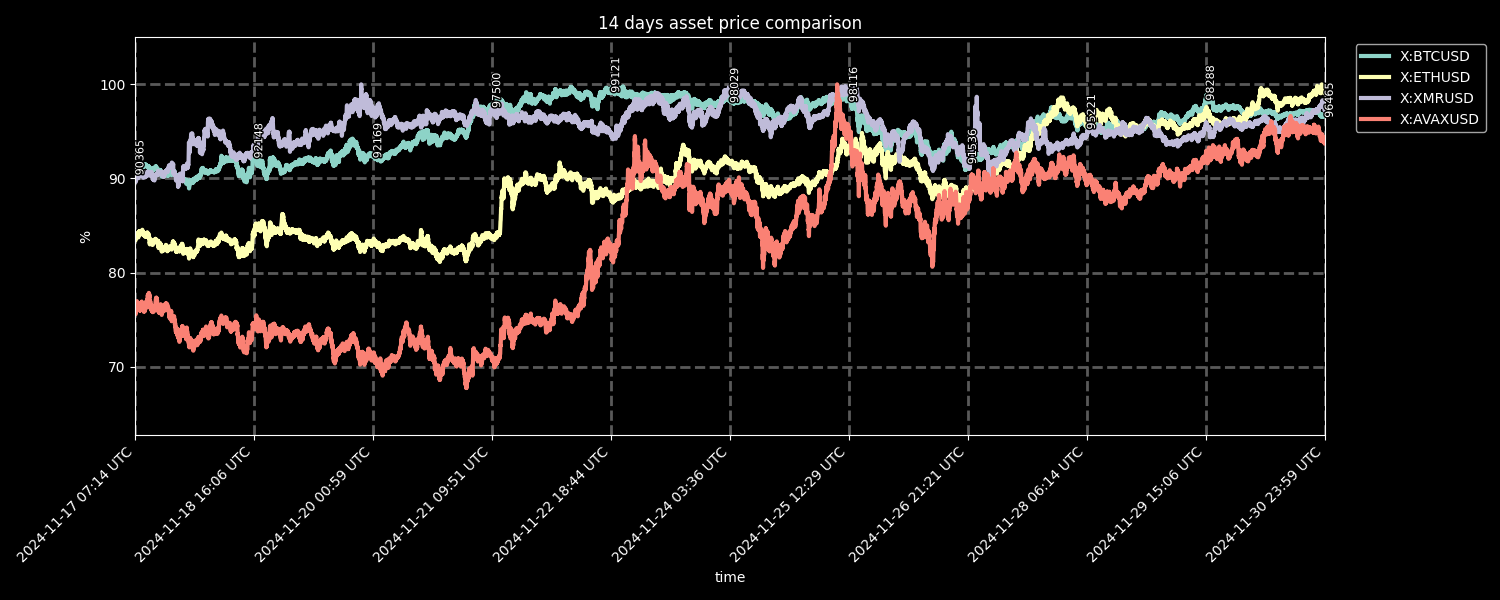 14 days asset price comparison
X:BTCUSD
X:ETHUSD
X:XMRUSD
X:AVAXUSD
%
100
90
80
70
90365
92148
92169
97500
99121
98029
98116
91536
95221
98288
96465
2024-11-17 07:14 UTC
2024-11-18 16:06 UTC
2024-11-20 00:59 UTC
2024-11-21 09:51 UTC
2024-11-22 18:44 UTC
2024-11-24 03:36 UTC
2024-11-25 12:29 UTC
2024-11-26 21:21 UTC
2024-11-28 06:14 UTC
2024-11-29 15:06 UTC
2024-11-30 23:59 UTC
time